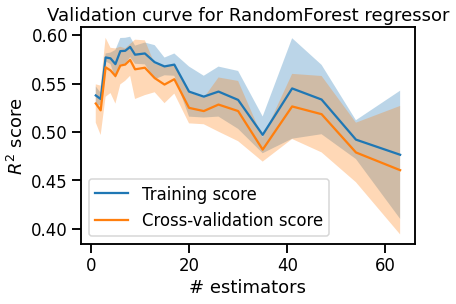 Validation curve for RandomForest regressor
0.60
0.55
0.50
0.45
0.40
R² score
Training score
Cross-validation score
0 20 40 60
# estimators